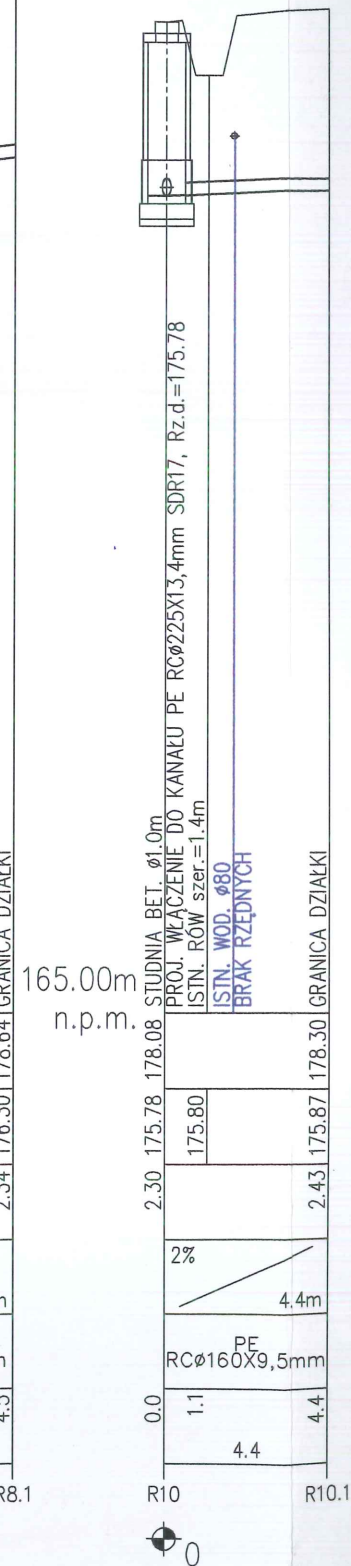 STUDNIA BET. ø1.0m
PROJ. WŁĄCZENIE DO KANAŁU PE RCø225X13,4mm SDR17, Rz.d.=175.78
ISTN. RÓW szer.=1.4m
ISTN. WOD. ø80
BRAK RZĘDNYCH
GRANICA DZIAŁKI
GRANICA DZIAŁKI
165.00m
n.p.m.
178.64
178.08
178.30
176.30
175.78
175.80
175.87
2.34
2.30
2.43
2%
4.4m
PE
RCø160X9,5mm
4.5
0.0
1.1
4.4
4.4
R8.1
R10
R10.1
0